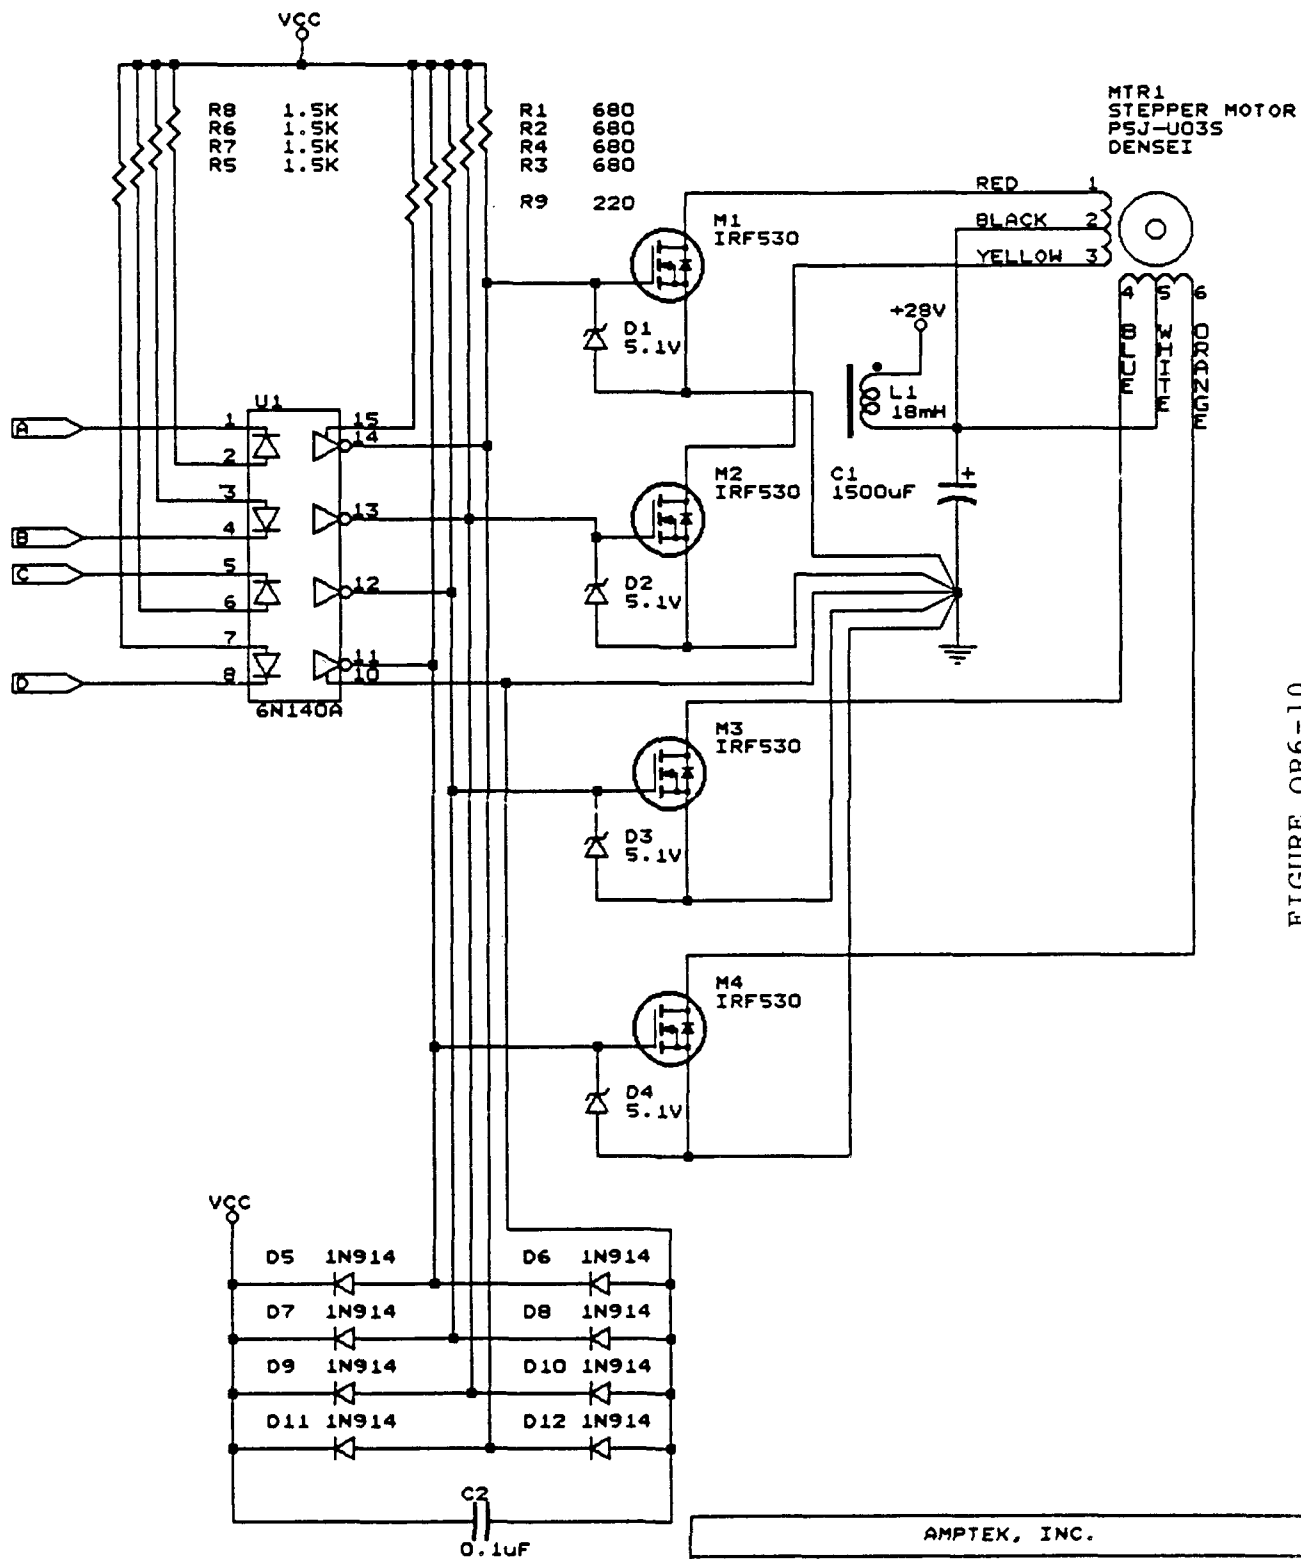 VCC
R8 1.5K
R6 1.5K
R7 1.5K
R5 1.5K
R1 680
R2 680
R4 680
R3 680
R9 220
MTR1
STEPPER MOTOR
P5J-U03S
DENSEI
RED 1
BLACK 2
YELLOW 3
M1
IRF530
4 5 6
BLUE
WHITE
ORANGE
+28V
D1
5.1V
L1
18mH
U1
A
1
15
14
2
M2
IRF530
C1
1500uF
+
3
13
B
4
C
5
12
D2
5.1V
6
7
11
D
8
10
6N140A
M3
IRF530
D3
5.1V
FIGURE OR6-10
M4
IRF530
D4
5.1V
VCC
D5 1N914
D6 1N914
D7 1N914
D8 1N914
D9 1N914
D10 1N914
D11 1N914
D12 1N914
C2
0.1uF
AMPTEK, INC.